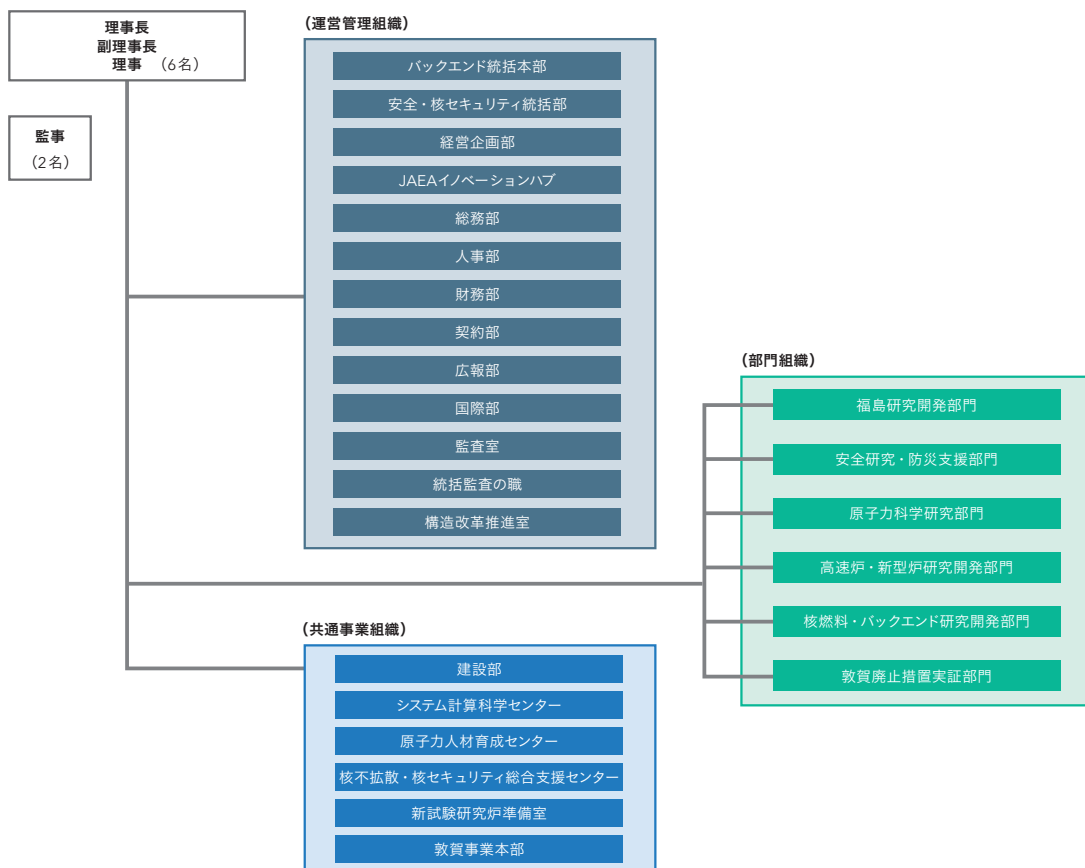 理事長
副理事長
理事 （6名）
監事
（2名）
（運営管理組織）
バックエンド統括本部
安全・核セキュリティ統括部
経営企画部
JAEAイノベーションハブ
総務部
人事部
財務部
契約部
広報部
国際部
監査室
統括監査の職
構造改革推進室
（部門組織）
福島研究開発部門
安全研究・防災支援部門
原子力科学研究部門
高速炉・新型炉研究開発部門
核燃料・バックエンド研究開発部門
敦賀廃止措置実証部門
（共通事業組織）
建設部
システム計算科学センター
原子力人材育成センター
核不拡散・核セキュリティ総合支援センター
新試験研究炉準備室
敦賀事業本部